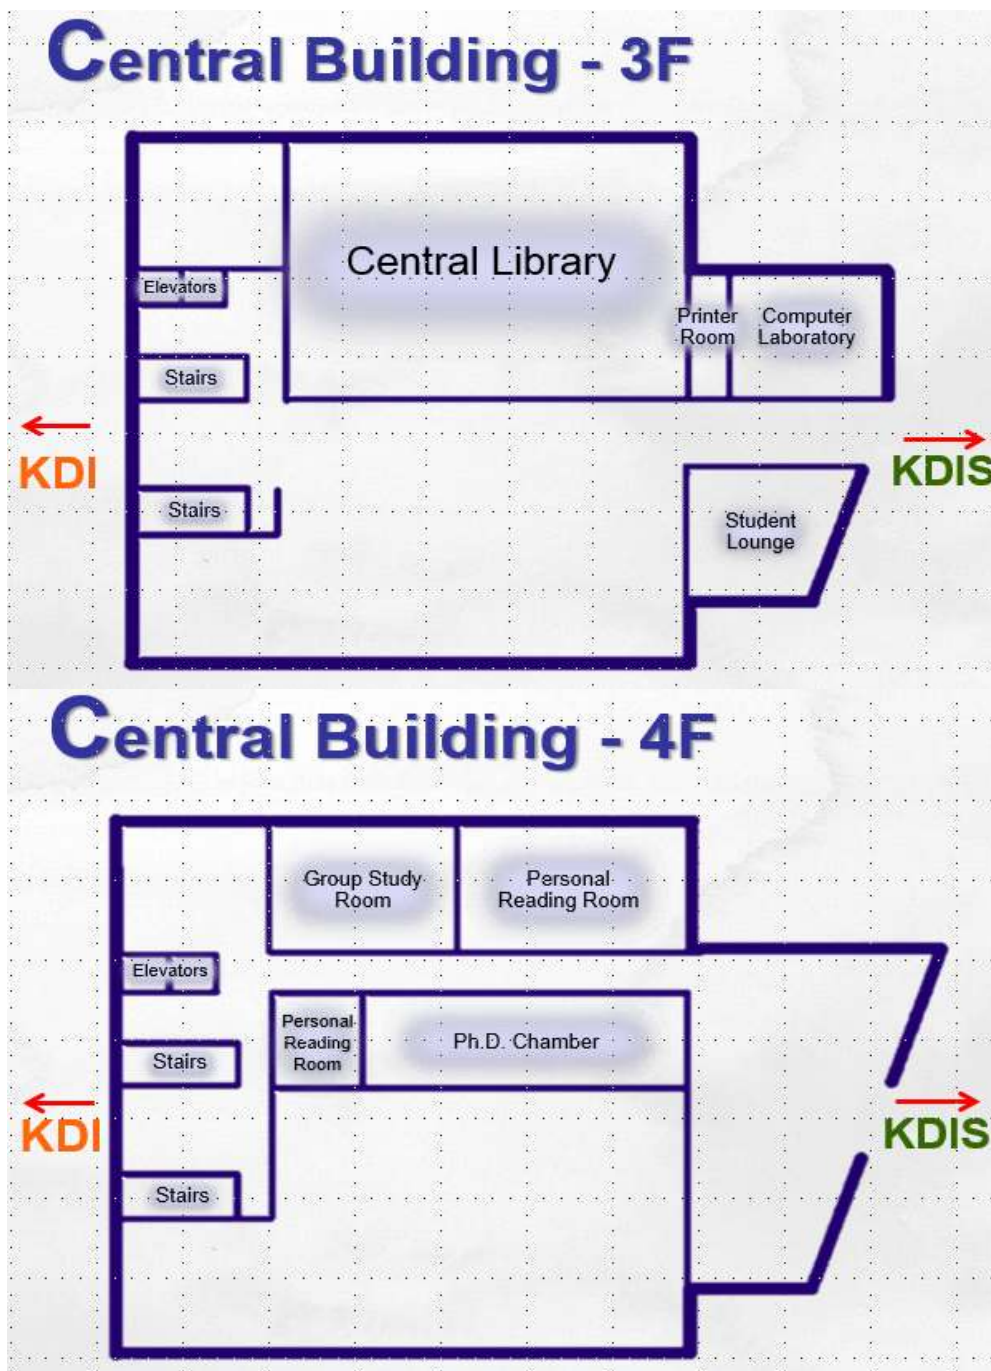 Central Building - 3F
Central Library
Elevators
Printer
Room
Computer
Laboratory
Stairs
KDI
KDIS
Stairs
Student
Lounge
Central Building - 4F
Group Study
Room
Personal
Reading Room
Elevators
Personal
Reading
Room
Ph.D. Chamber
Stairs
KDI
KDIS
Stairs